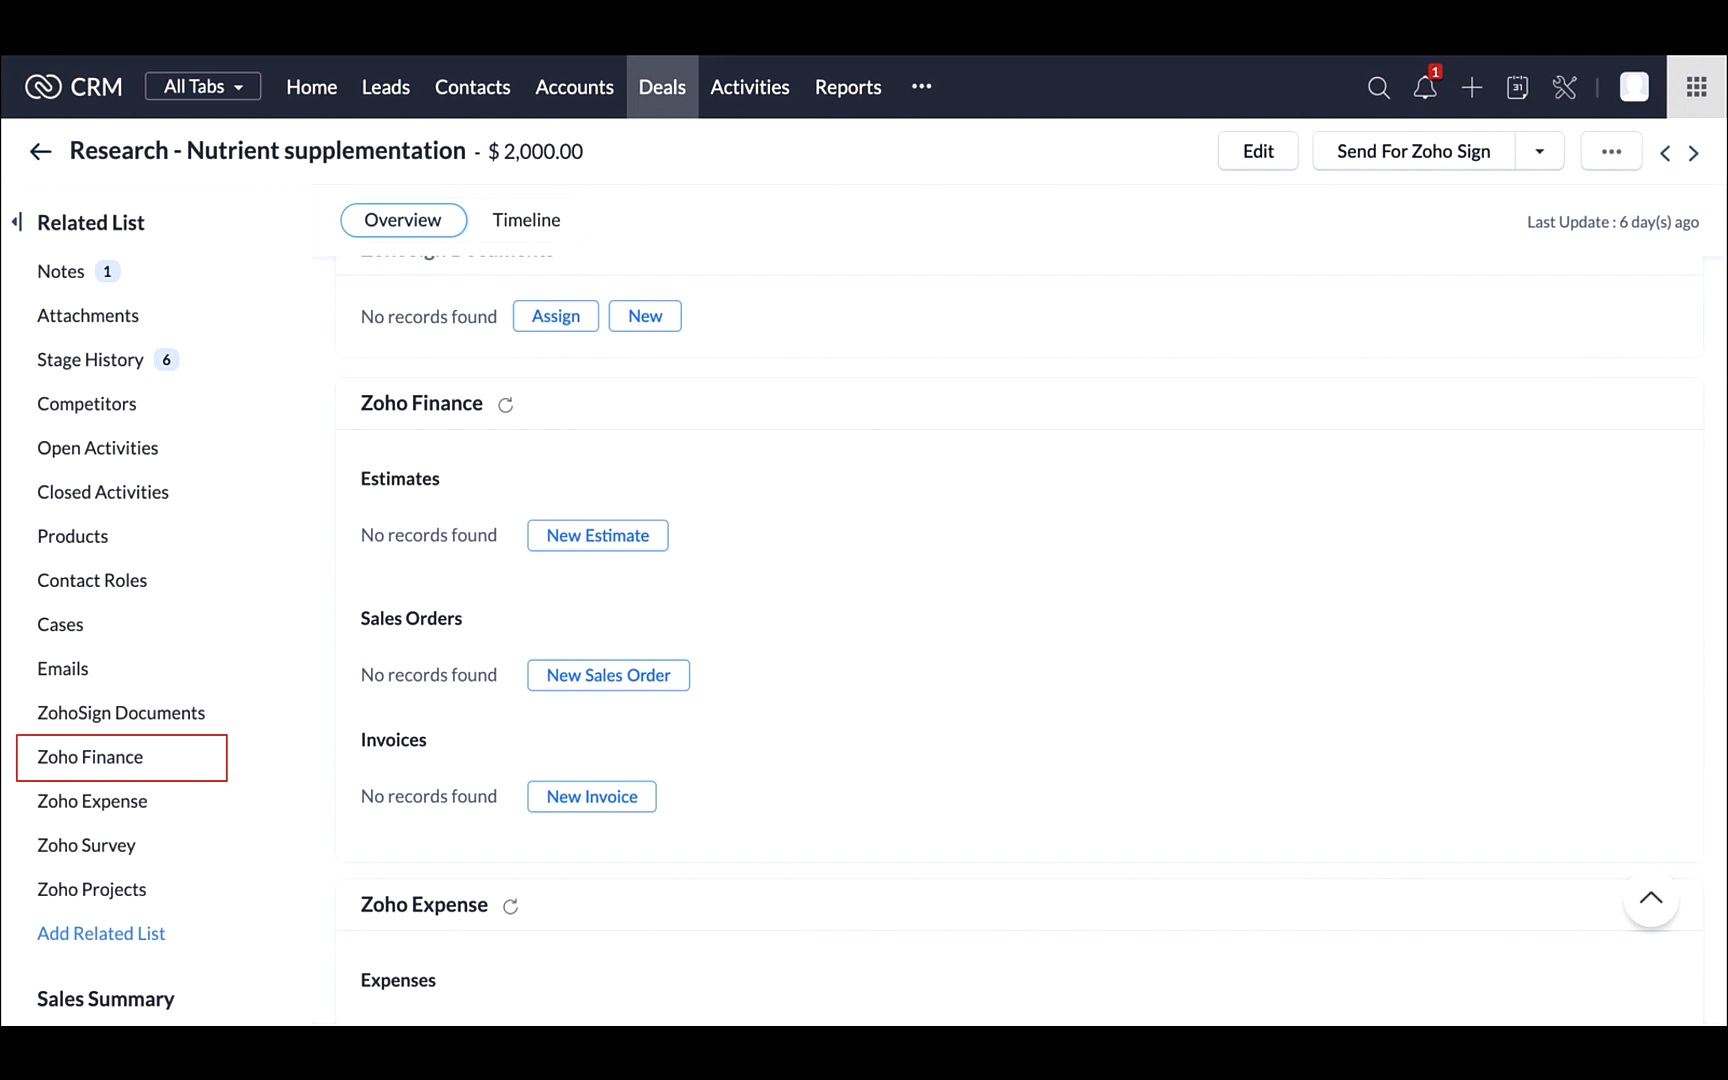 CRM
All Tabs
Home
Leads
Contacts
Accounts
Deals
Activities
Reports
•••
1
31
Research - Nutrient supplementation - $ 2,000.00
Edit
Send For Zoho Sign
•••
Related List
Notes 1
Attachments
Stage History 6
Competitors
Open Activities
Closed Activities
Products
Contact Roles
Cases
Emails
ZohoSign Documents
Zoho Finance
Zoho Expense
Zoho Survey
Zoho Projects
Add Related List
Sales Summary
Overview
Timeline
Last Update : 6 day(s) ago
ZohoSign Documents
No records found
Assign
New
Zoho Finance
Estimates
No records found
New Estimate
Sales Orders
No records found
New Sales Order
Invoices
No records found
New Invoice
Zoho Expense
Expenses